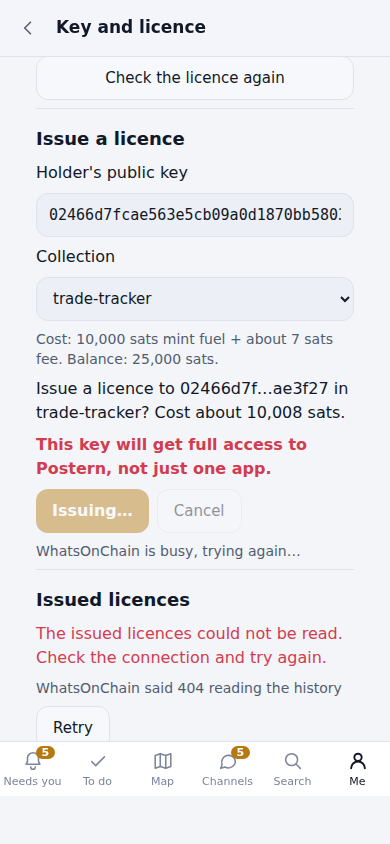 Key and licence
Check the licence again
Issue a licence
Holder's public key
02466d7fcae563e5cb09a0d1870bb580
Collection
trade-tracker
Cost: 10,000 sats mint fuel + about 7 sats
fee. Balance: 25,000 sats.
Issue a licence to 02466d7f…ae3f27 in
trade-tracker? Cost about 10,008 sats.
This key will get full access to
Postern, not just one app.
Issuing… Cancel
WhatsOnChain is busy, trying again…
Issued licences
The issued licences could not be read.
Check the connection and try again.
WhatsOnChain said 404 reading the history
Retry
5 5
Needs you To do Map Channels Search Me